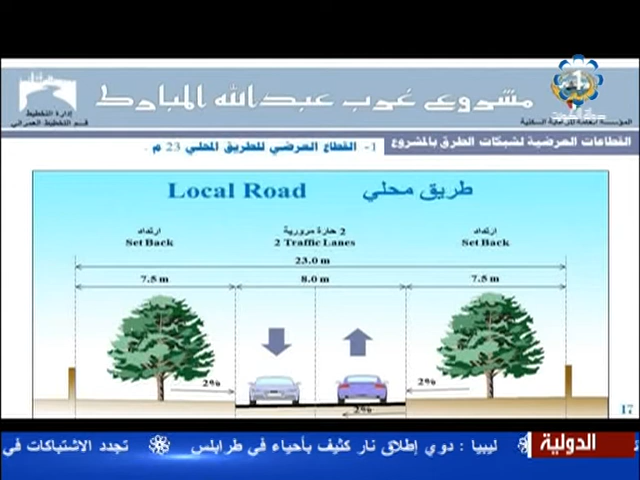 مشروع غرب عبدالله المبارك
إدارة التخطيط
قسم التخطيط العمراني
المؤسسة العامة للرعاية السكنية
القطاعات العرضية لشبكات الطرق بالمشروع
1- القطاع العرضي للطريق المحلي 23 م .
Local Road طريق محلي
ارتداد 2 حارة مرورية ارتداد
Set Back 2 Traffic Lanes Set Back
23.0 m
7.5 m 8.0 m 7.5 m
2% 2%
2%
17
الدولية ليبيا : دوي إطلاق نار كثيف بأحياء في طرابلس تجدد الاشتباكات في